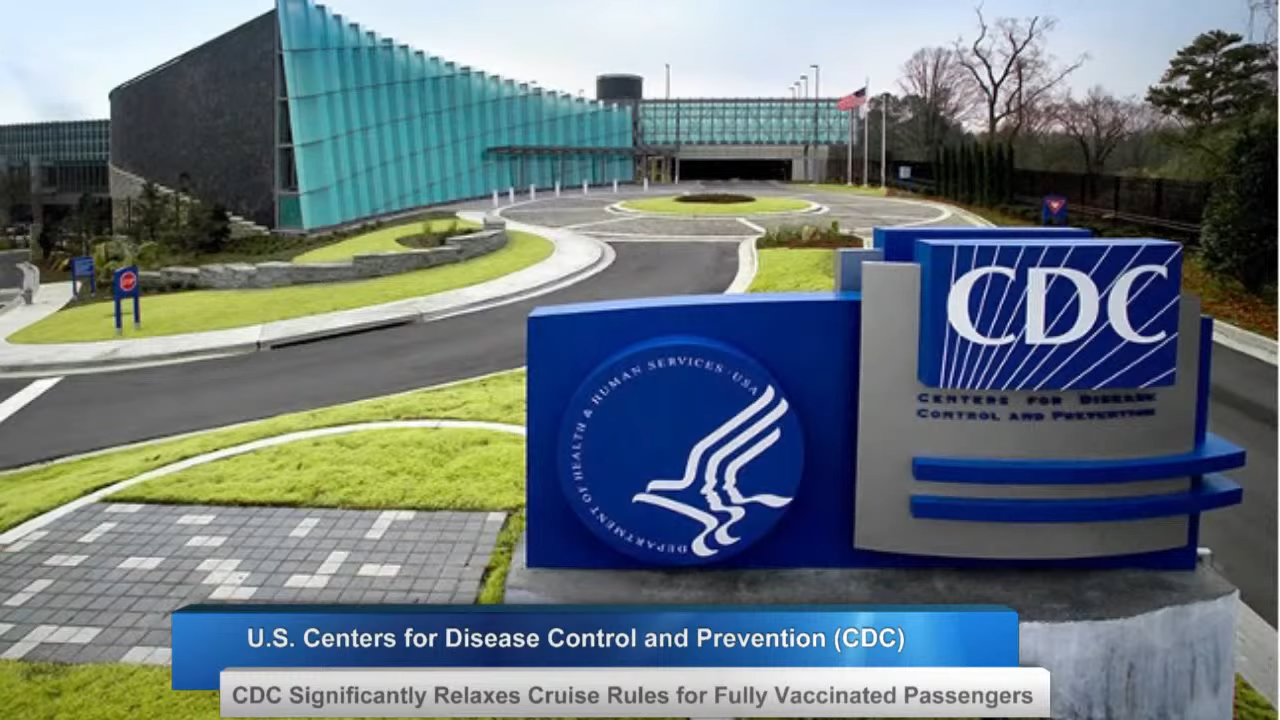 CDC
CENTERS FOR DISEASE
CONTROL AND PREVENTION
DEPARTMENT OF HEALTH & HUMAN SERVICES · USA
STOP
U.S. Centers for Disease Control and Prevention (CDC)
CDC Significantly Relaxes Cruise Rules for Fully Vaccinated Passengers